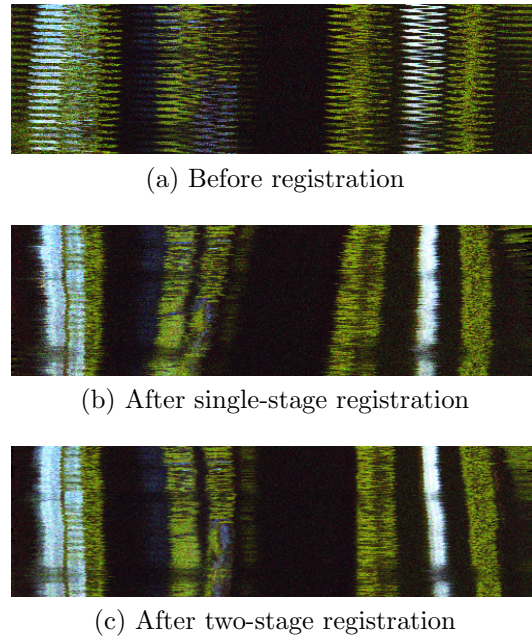 (a) Before registration
(b) After single-stage registration
(c) After two-stage registration